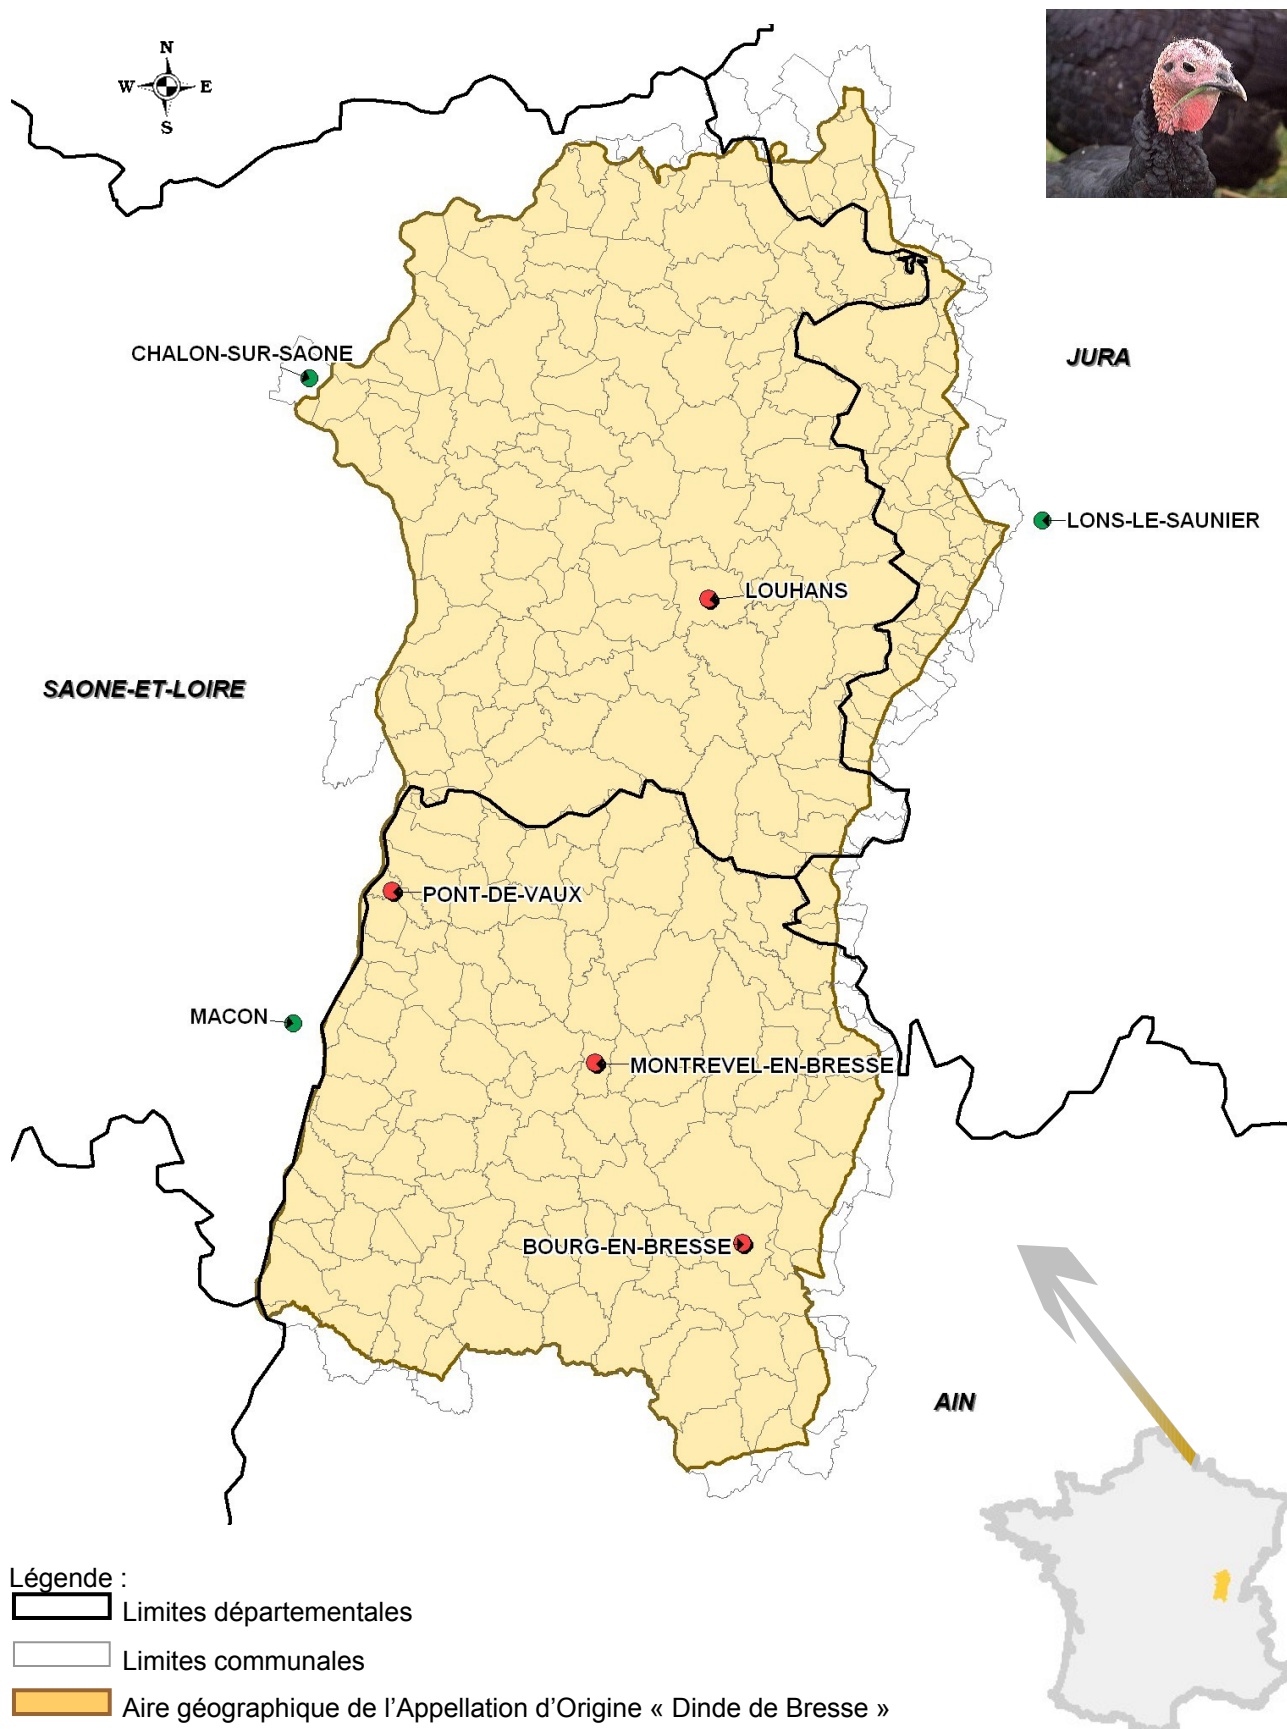 N
W E
S
CHALON-SUR-SAONE
JURA
LONS-LE-SAUNIER
LOUHANS
SAONE-ET-LOIRE
PONT-DE-VAUX
MACON
MONTREVEL-EN-BRESSE
BOURG-EN-BRESSE
AIN
Légende :
Limites départementales
Limites communales
Aire géographique de l’Appellation d’Origine « Dinde de Bresse »